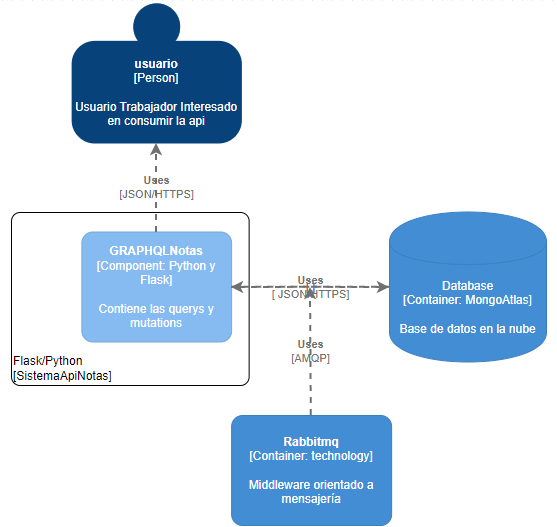 usuario
[Person]
Usuario Trabajador Interesado
en consumir la api
Uses
[JSON/HTTPS]
GRAPHQLNotas
[Component: Python y
Flask]
Contiene las querys y
mutations
Flask/Python
[SistemaApiNotas]
Uses
[ JSON/HTTPS]
Database
[Container: MongoAtlas]
Base de datos en la nube
Uses
[AMQP]
Rabbitmq
[Container: technology]
Middleware orientado a
mensajería